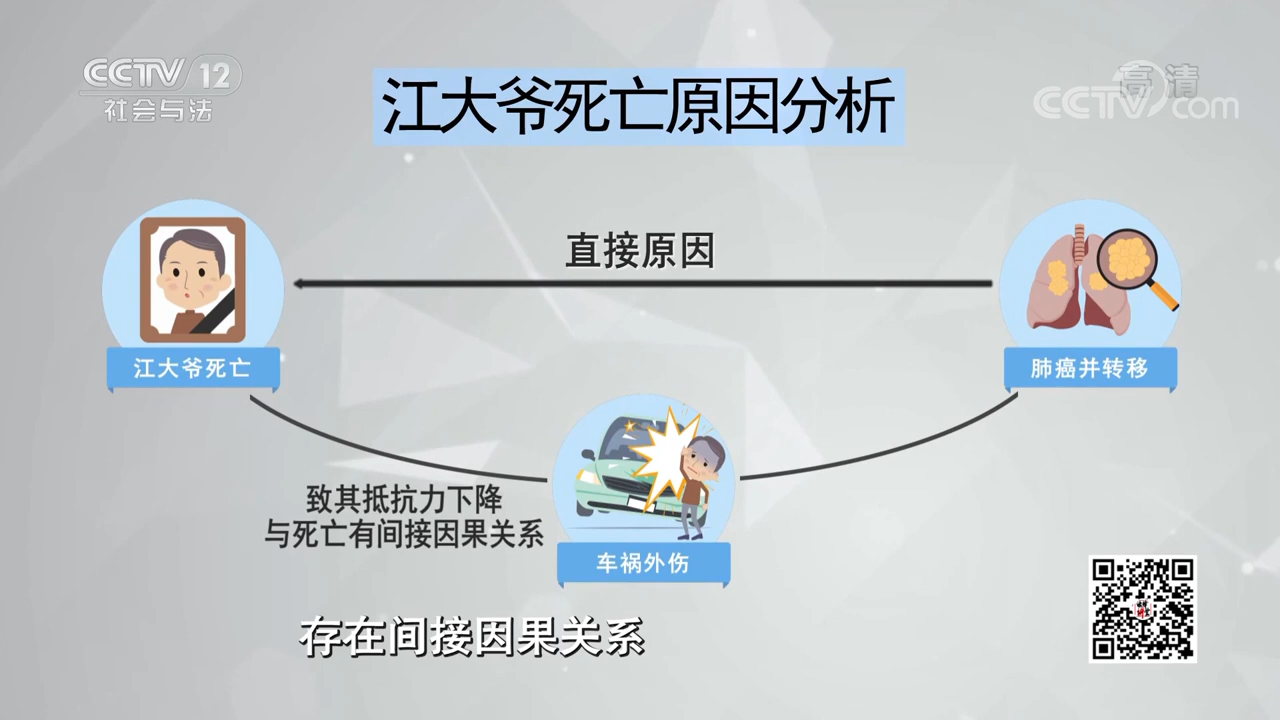 CCTV 12
社会与法
高清
CCTV.com
江大爷死亡原因分析
直接原因
江大爷死亡
肺癌并转移
致其抵抗力下降
与死亡有间接因果关系
车祸外伤
存在间接因果关系